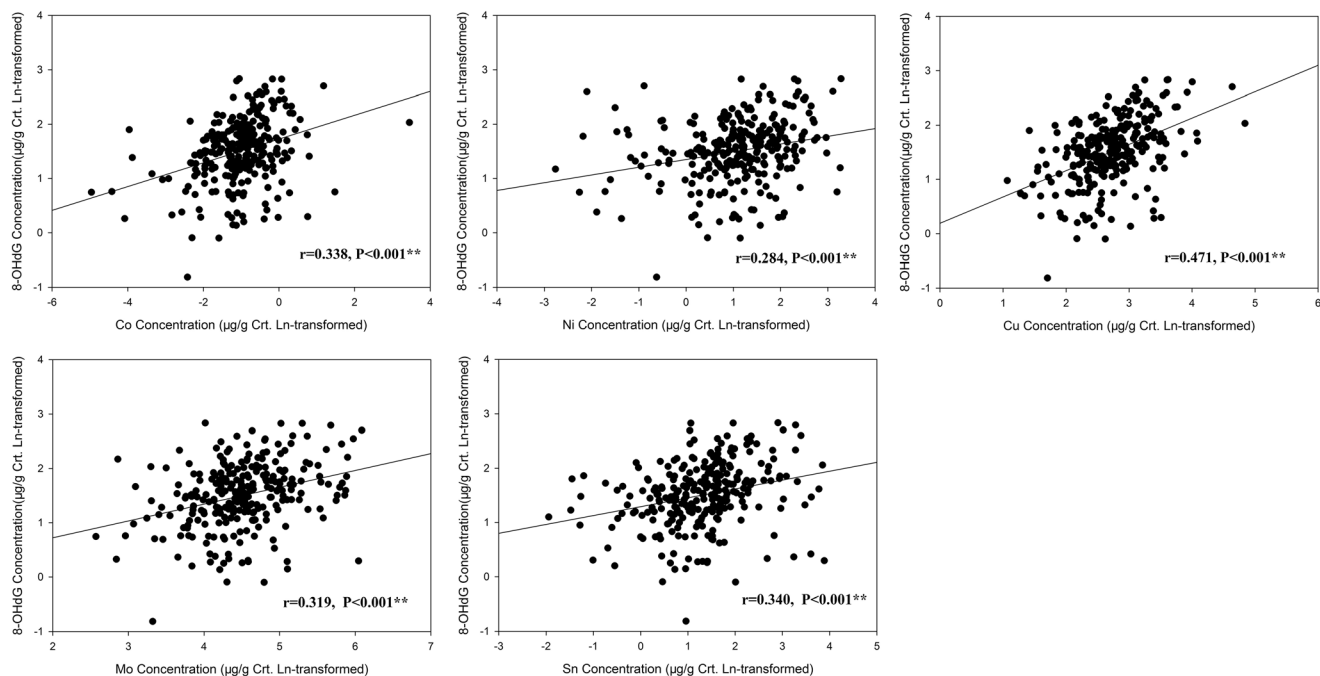 8-OHdG Concentration(µg/g Crt. Ln-transformed)
4
3
2
1
0
-1
r=0.338, P<0.001**
-6 -4 -2 0 2 4
Co Concentration (µg/g Crt. Ln-transformed)
8-OHdG Concentration(µg/g Crt. Ln-transformed)
4
3
2
1
0
-1
r=0.284, P<0.001**
-4 -3 -2 -1 0 1 2 3 4
Ni Concentration (µg/g Crt. Ln-transformed)
8-OHdG Concentration(µg/g Crt. Ln-transformed)
4
3
2
1
0
-1
r=0.471, P<0.001**
0 1 2 3 4 5 6
Cu Concentration (µg/g Crt. Ln-transformed)
8-OHdG Concentration(µg/g Crt. Ln-transformed)
4
3
2
1
0
-1
r=0.319, P<0.001**
2 3 4 5 6 7
Mo Concentration (µg/g Crt. Ln-transformed)
8-OHdG Concentration(µg/g Crt. Ln-transformed)
4
3
2
1
0
-1
r=0.340, P<0.001**
-3 -2 -1 0 1 2 3 4 5
Sn Concentration (µg/g Crt. Ln-transformed)